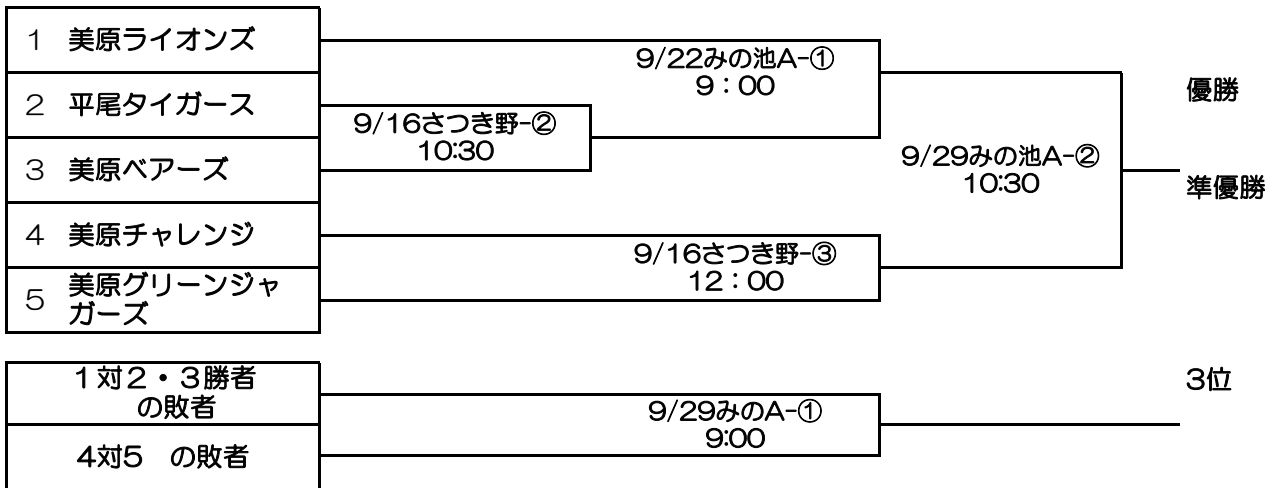 1 美原ライオンズ
9/22みの池A-①
9：00
優勝
2 平尾タイガース
9/16さつき野-②
10:30
9/29みの池A-②
10:30
3 美原ベアーズ
準優勝
4 美原チャレンジ
9/16さつき野-③
12：00
5 美原グリーンジャ
ガーズ
1対2・3勝者
の敗者
3位
9/29みのA-①
9:00
4対5　の敗者